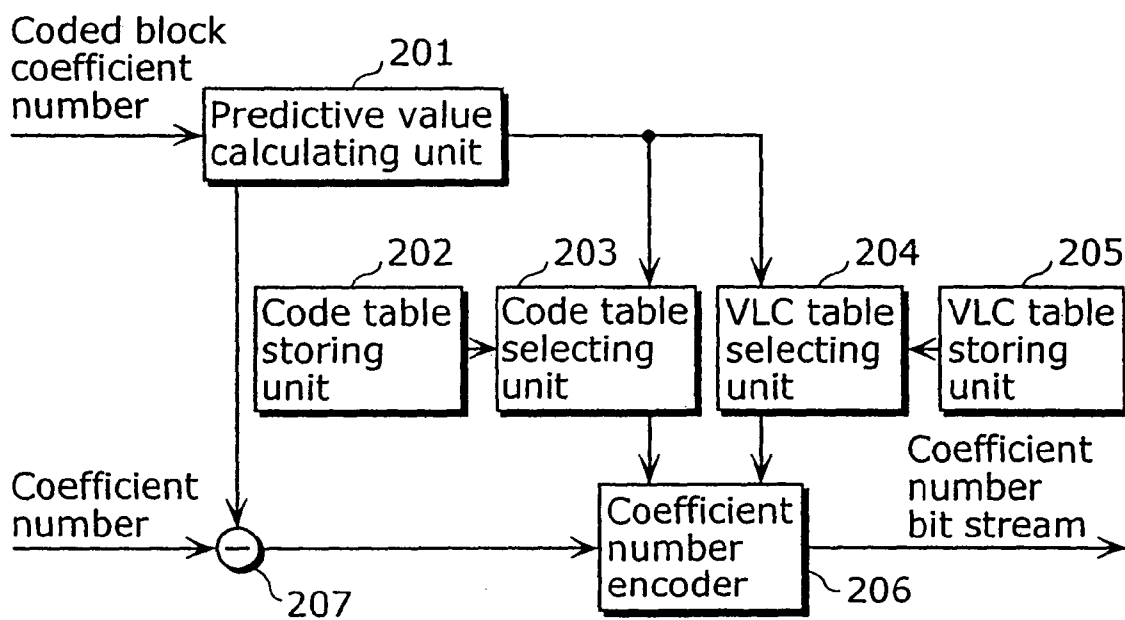 Coded block
coefficient
number
201
Predictive value
calculating unit
202
Code table
storing
unit
203
Code table
selecting
unit
204
VLC table
selecting
unit
205
VLC table
storing
unit
Coefficient
number
207
Coefficient
number
encoder
206
Coefficient
number
bit stream